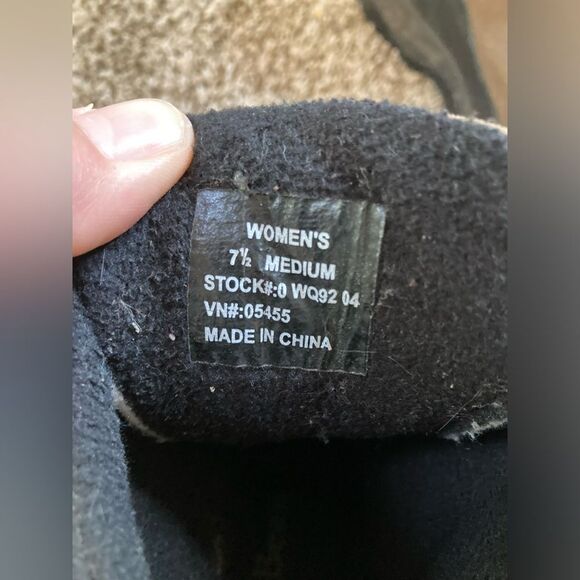 WOMEN'S
7½ MEDIUM
STOCK#:0 WQ92 04
VN#:05455
MADE IN CHINA